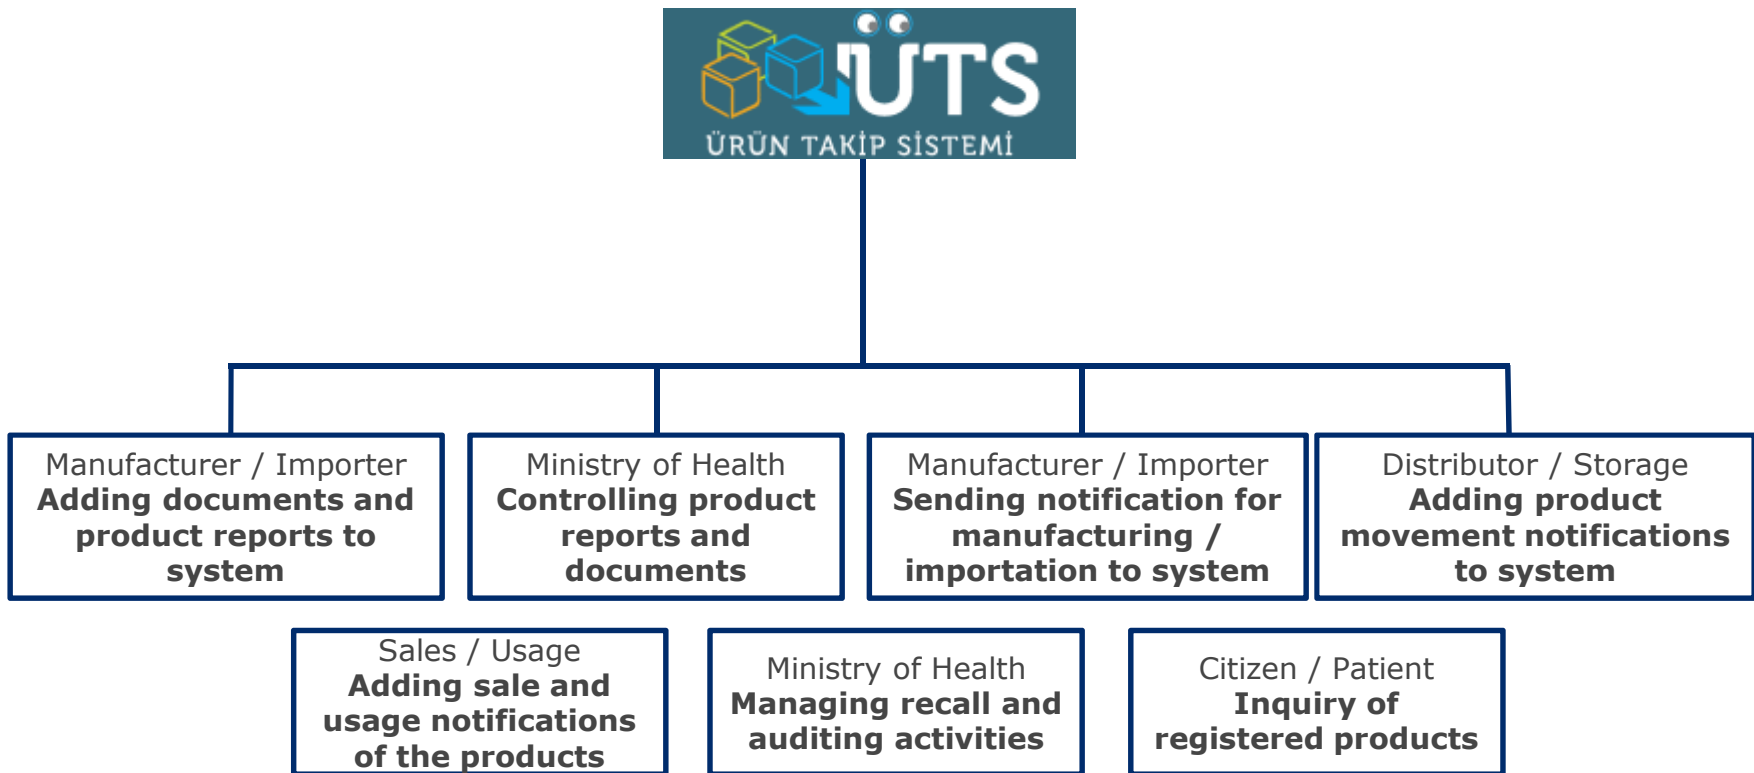 ÜTS
ÜRÜN TAKİP SİSTEMİ
Manufacturer / Importer
Adding documents and
product reports to
system
Ministry of Health
Controlling product
reports and
documents
Manufacturer / Importer
Sending notification for
manufacturing /
importation to system
Distributor / Storage
Adding product
movement notifications
to system
Sales / Usage
Adding sale and
usage notifications
of the products
Ministry of Health
Managing recall and
auditing activities
Citizen / Patient
Inquiry of
registered products